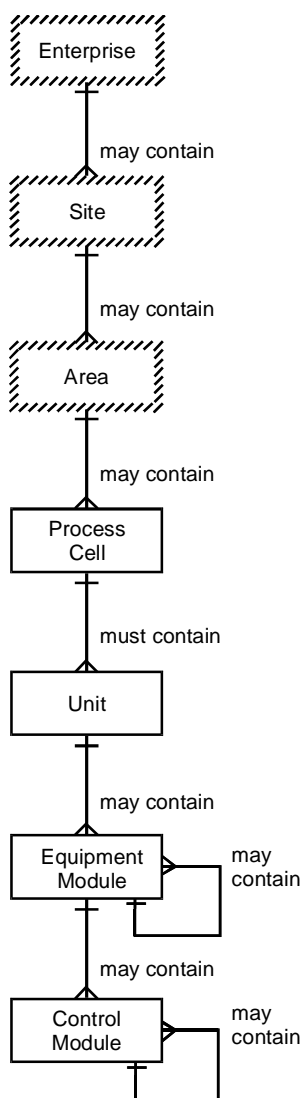 Enterprise
may contain
Site
may contain
Area
may contain
Process
Cell
must contain
Unit
may contain
Equipment
Module
may
contain
may contain
Control
Module
may
contain